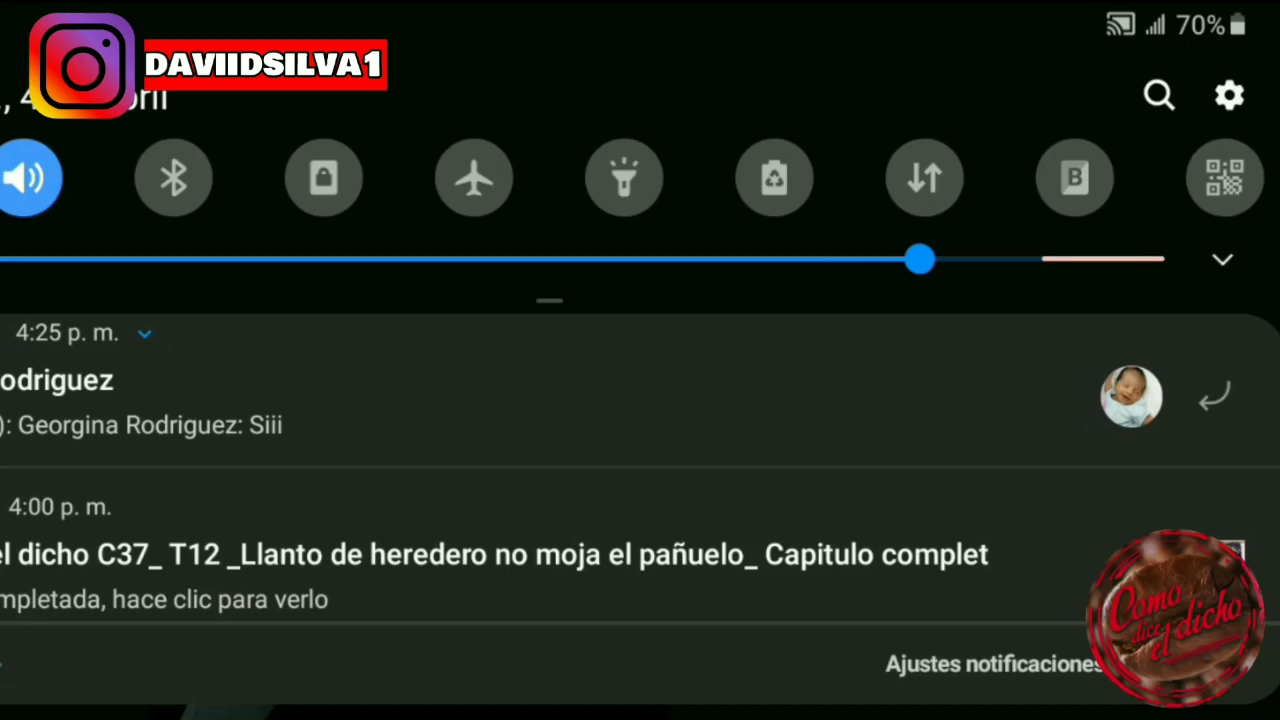 DAVIIDSILVA1
70%
4:25 p. m.
odriguez
): Georgina Rodriguez: Siii
4:00 p. m.
el dicho C37_ T12 _Llanto de heredero no moja el pañuelo_ Capitulo complet
mpletada, hace clic para verlo
Ajustes notificaciones
Como
dice
el dicho